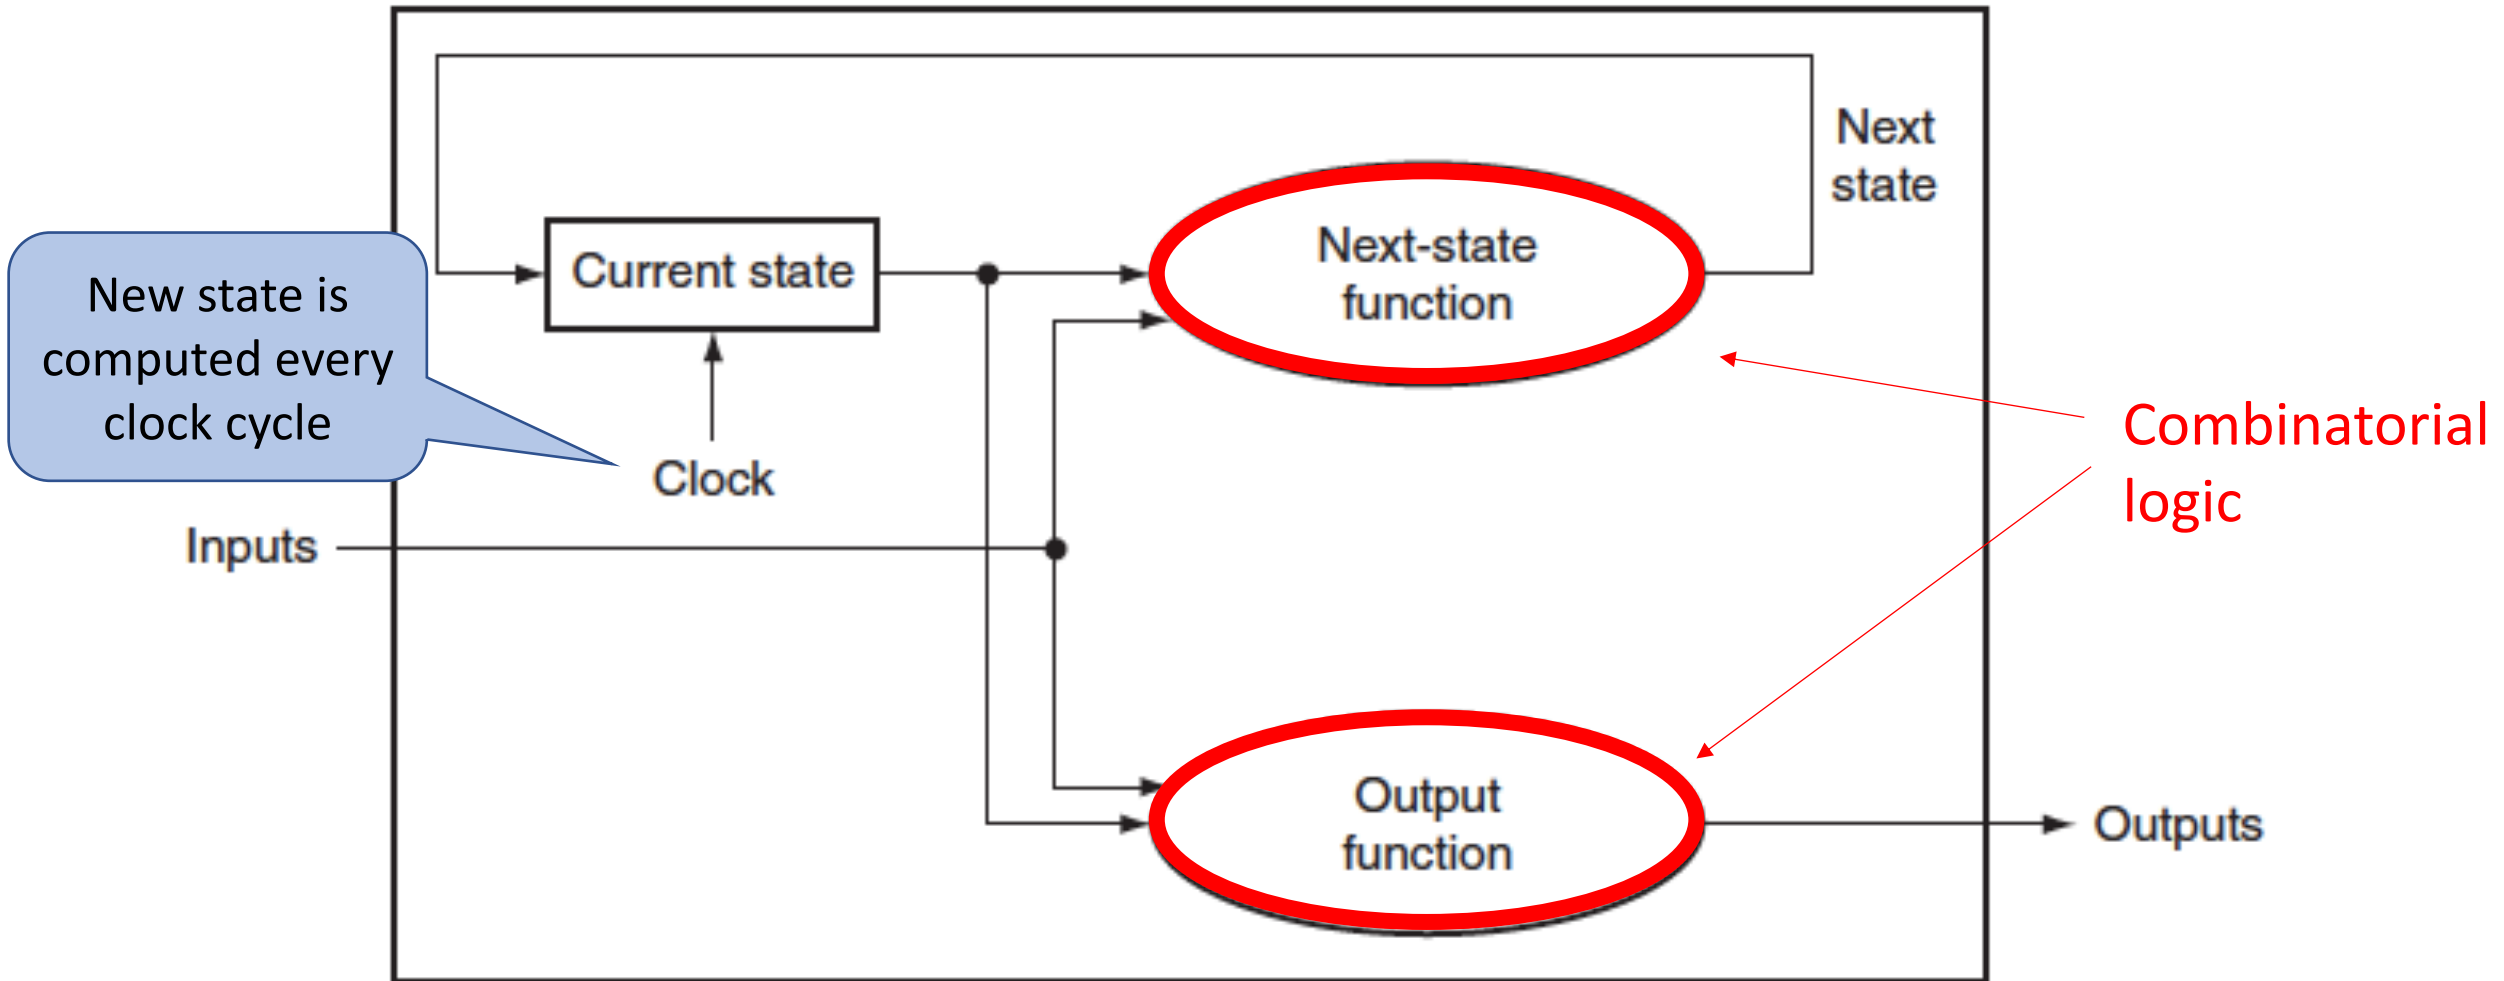 Next
state
Current state
Next-state
function
New state is
computed every
clock cycle
Clock
Combinatorial
logic
Inputs
Output
function
Outputs